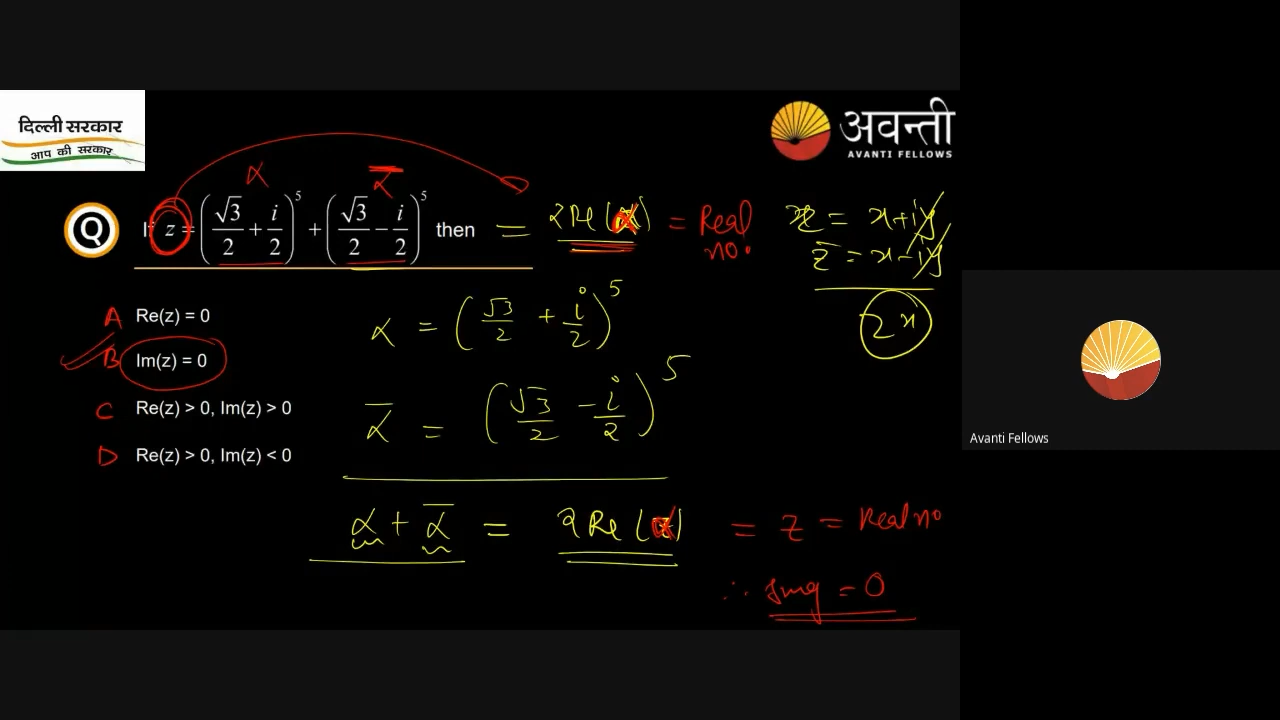 दिल्ली सरकार
आप की सरकार
अवन्ती
AVANTI FELLOWS
α ᾱ
Q If z = (√3/2 + i/2)^5 + (√3/2 − i/2)^5 then = 2Re(α) = Real no.
z = x+iy
z̄ = x−iy
2x
A Re(z) = 0
B Im(z) = 0
C Re(z) > 0, Im(z) > 0
D Re(z) > 0, Im(z) < 0
α = (√3/2 + i/2)^5
ᾱ = (√3/2 − i/2)^5
α + ᾱ = 2Re(α) = z = Real no
∴ Img = 0
Avanti Fellows